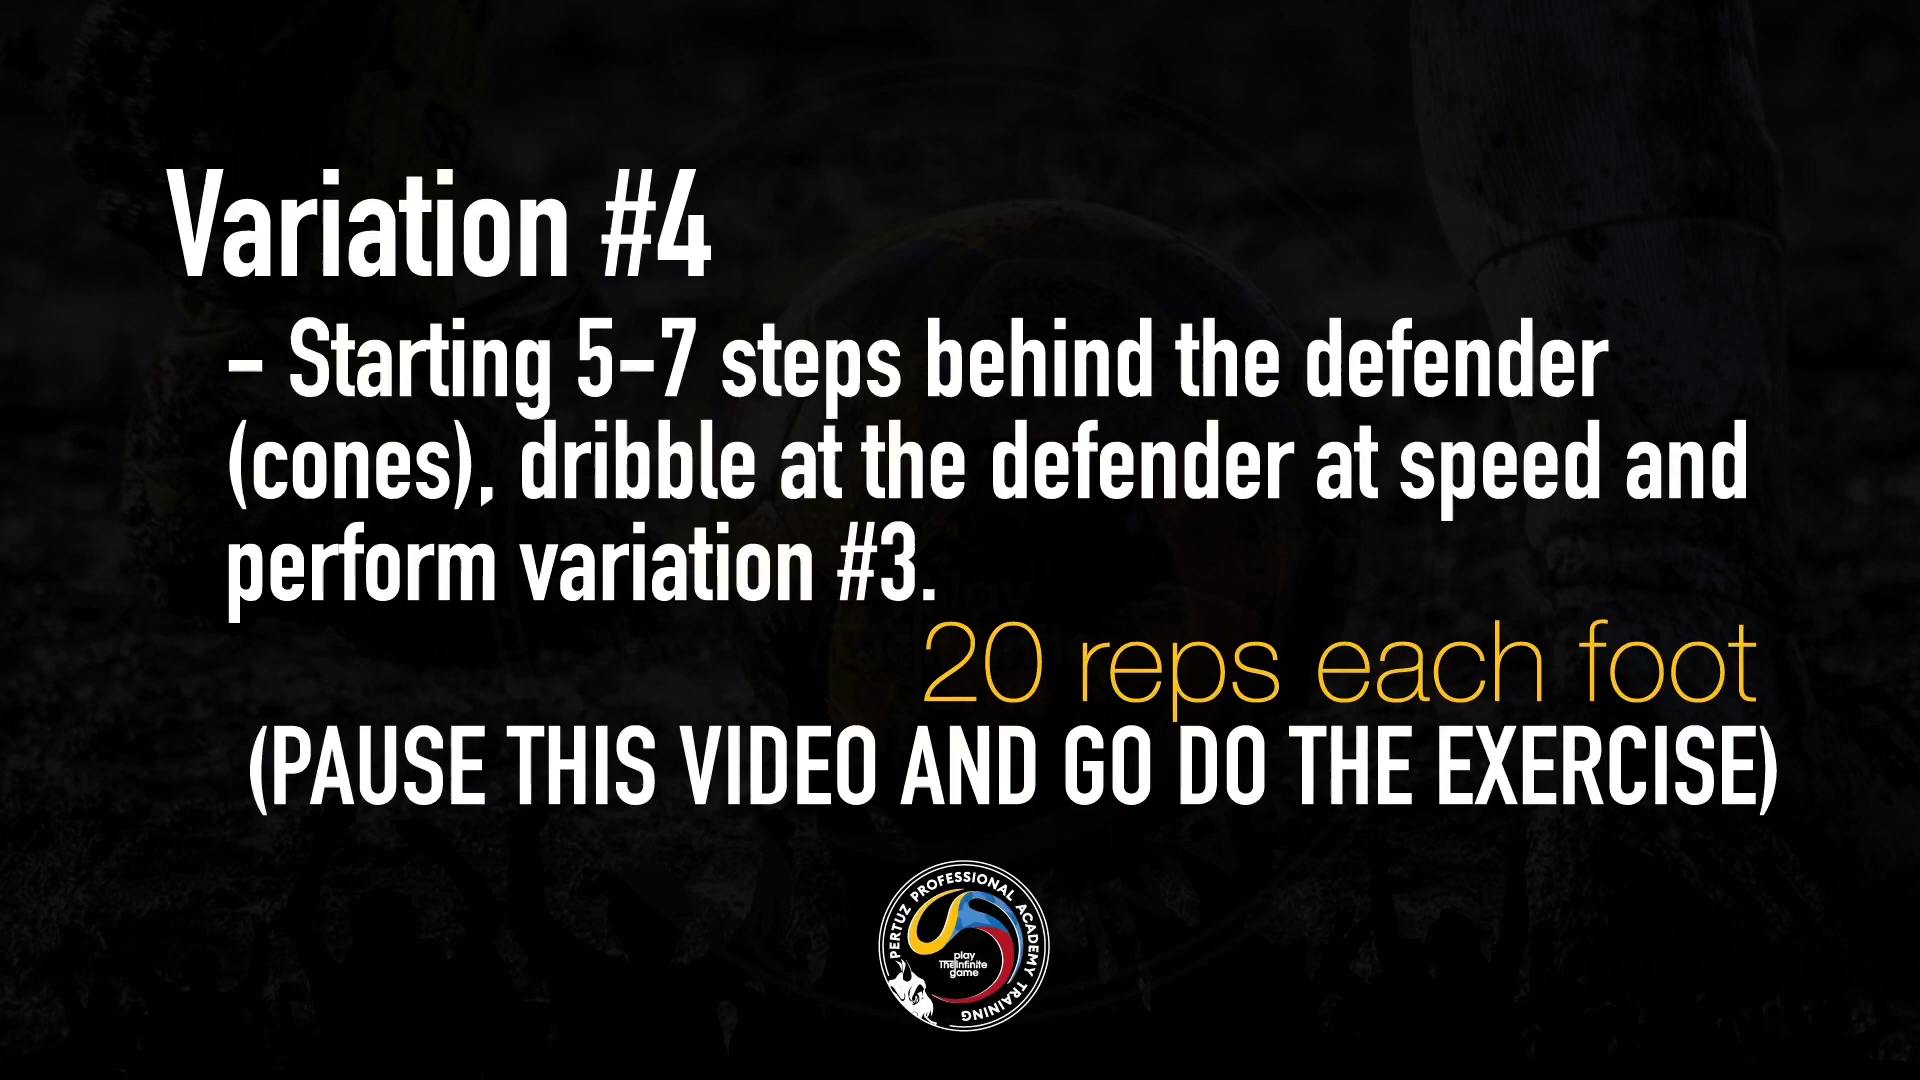 Variation #4
- Starting 5-7 steps behind the defender
(cones), dribble at the defender at speed and
perform variation #3.
20 reps each foot
(PAUSE THIS VIDEO AND GO DO THE EXERCISE)
PERTUZ PROFESSIONAL ACADEMY TRAINING
play
TheInfinite
game